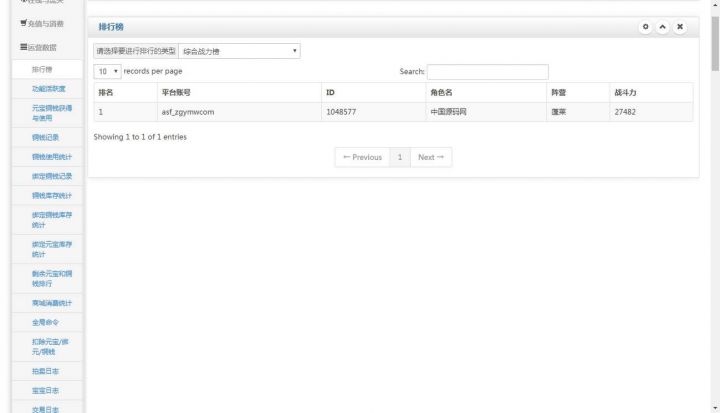 充值与消费
运营数据
排行榜
功能活跃度
元宝铜钱获得
与使用
铜钱记录
铜钱使用统计
绑定铜钱记录
铜钱库存统计
绑定铜钱库存
统计
绑定元宝库存
统计
剩余元宝和铜
钱排行
商城消费统计
全局命令
扣除元宝/绑
元/铜钱
拍卖日志
宝宝日志
交易日志
排行榜
请选择要进行排行的类型 综合战力榜
10 records per page Search:
排名 平台账号 ID 角色名 阵营 战斗力
1 asf_zgymwcom 1048577 中国源码网 蓬莱 27482
Showing 1 to 1 of 1 entries
← Previous 1 Next →